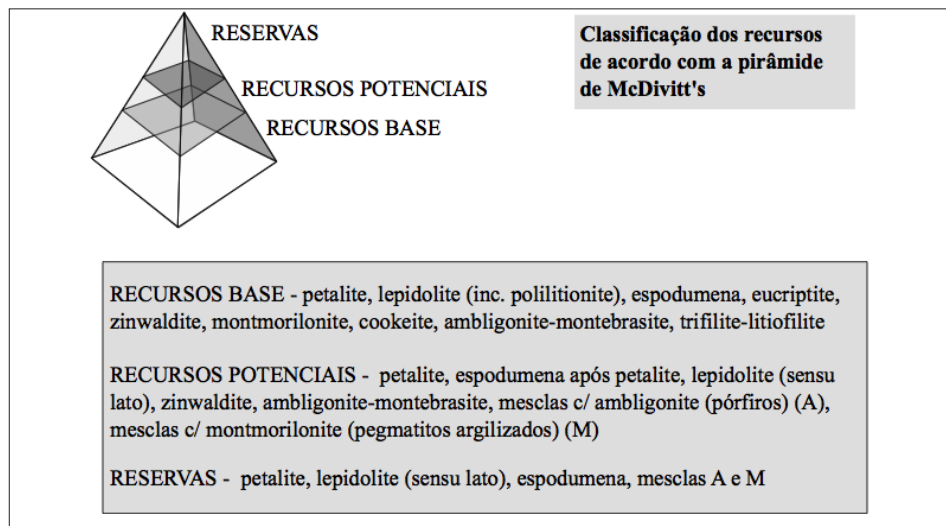 RESERVAS
RECURSOS POTENCIAIS
RECURSOS BASE
Classificação dos recursos
de acordo com a pirâmide
de McDivitt's
RECURSOS BASE - petalite, lepidolite (inc. polilitionite), espodumena, eucriptite,
zinwaldite, montmorilonite, cookeite, ambligonite-montebrasite, trifilite-litiofilite
RECURSOS POTENCIAIS - petalite, espodumena após petalite, lepidolite (sensu
lato), zinwaldite, ambligonite-montebrasite, mesclas c/ ambligonite (pórfiros) (A),
mesclas c/ montmorilonite (pegmatitos argilizados) (M)
RESERVAS - petalite, lepidolite (sensu lato), espodumena, mesclas A e M